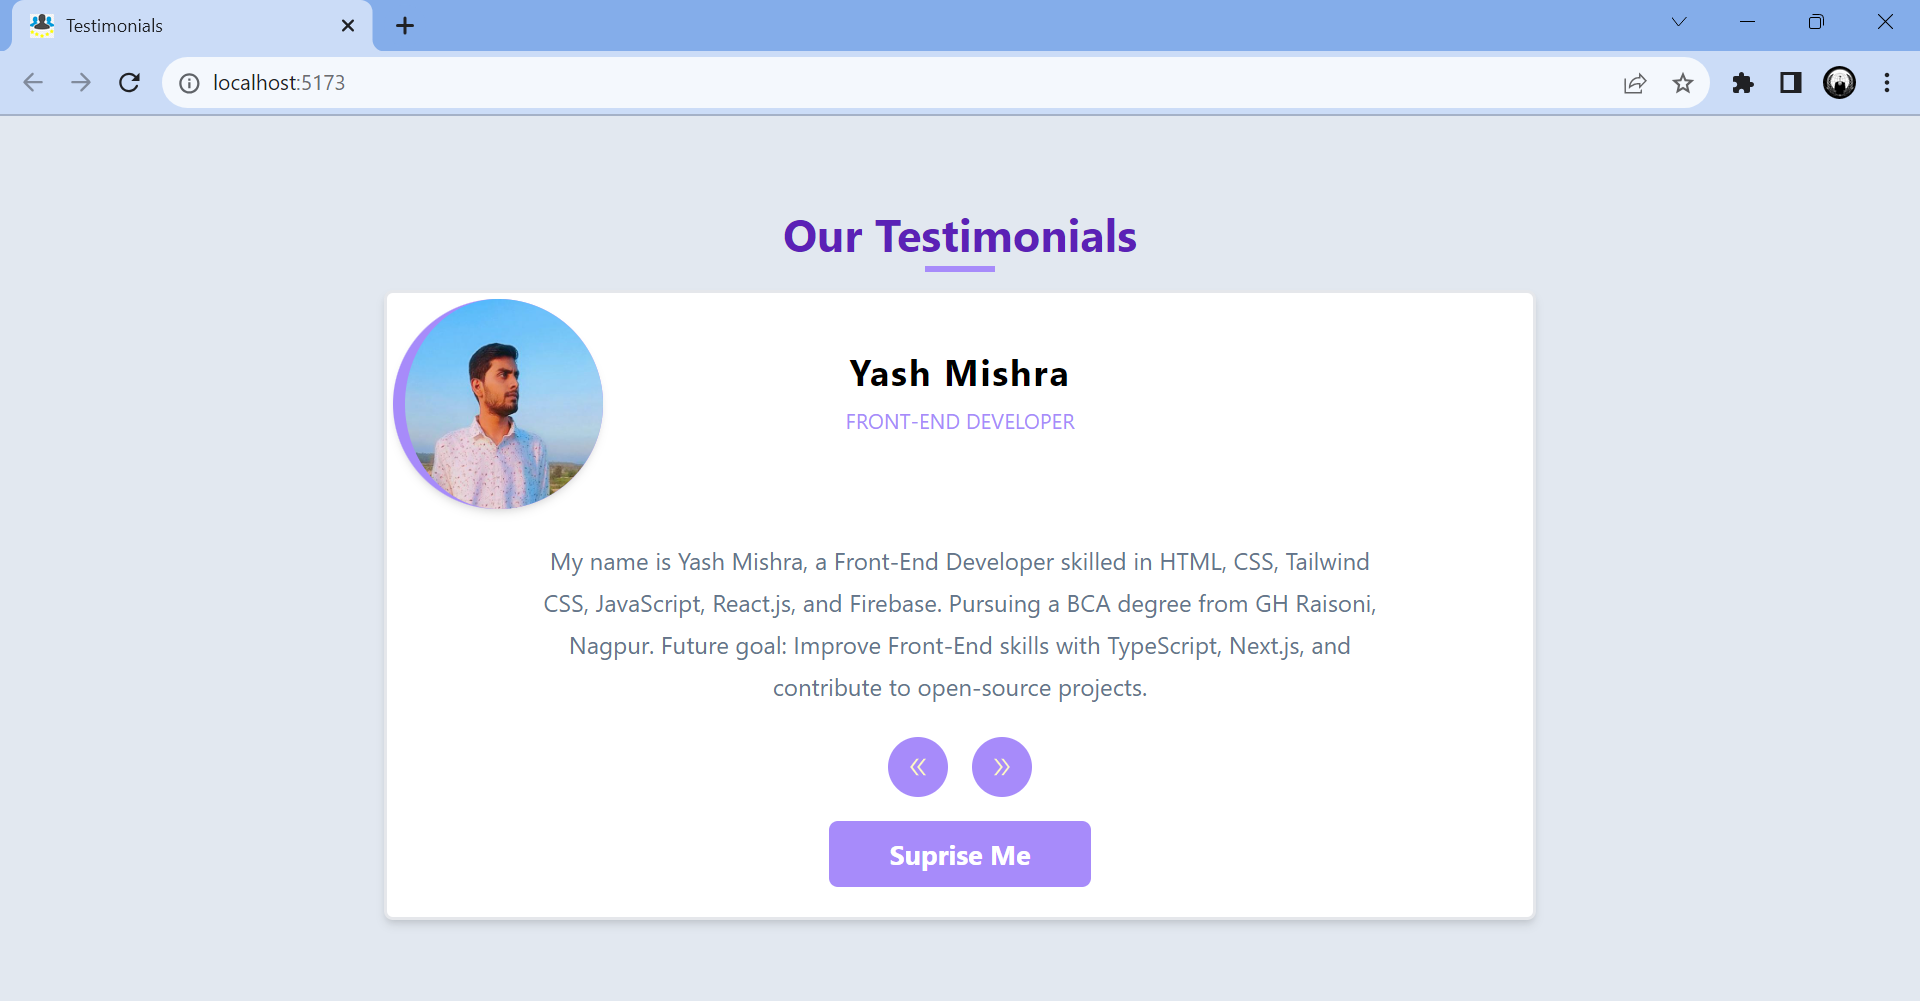 Testimonials
localhost:5173
Our Testimonials
Yash Mishra
FRONT-END DEVELOPER
My name is Yash Mishra, a Front-End Developer skilled in HTML, CSS, Tailwind
CSS, JavaScript, React.js, and Firebase. Pursuing a BCA degree from GH Raisoni,
Nagpur. Future goal: Improve Front-End skills with TypeScript, Next.js, and
contribute to open-source projects.
Suprise Me